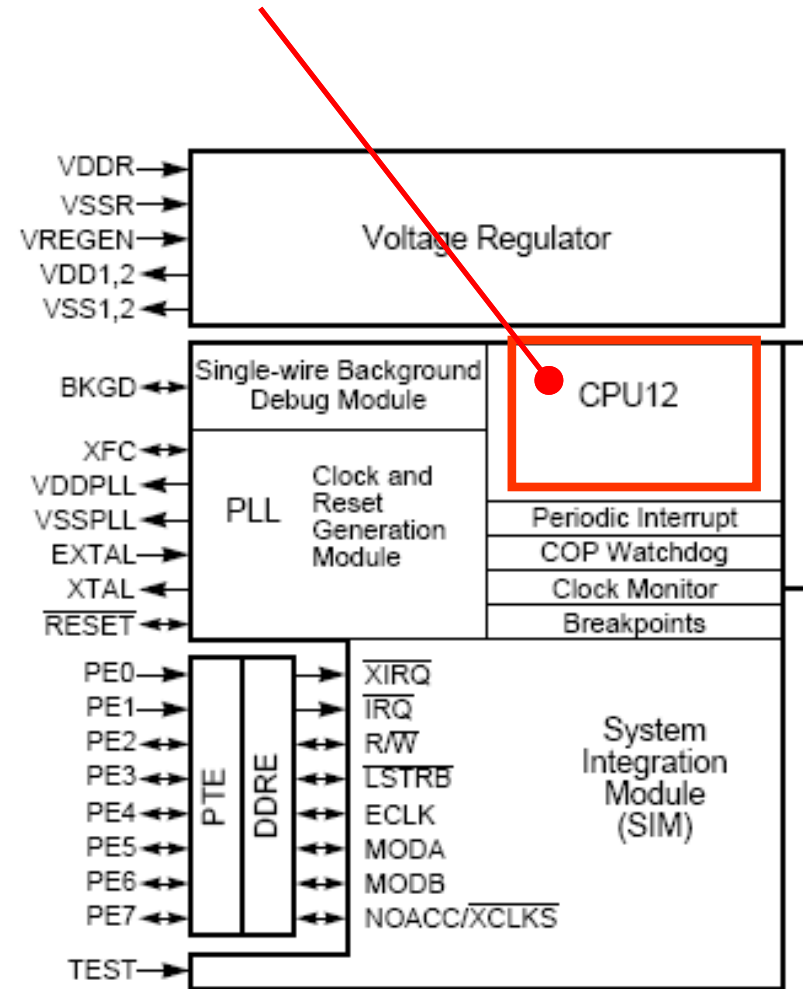 VDDR
VSSR
VREGEN
VDD1,2
VSS1,2
Voltage Regulator
BKGD
Single-wire Background
Debug Module
CPU12
XFC
VDDPLL
VSSPLL
EXTAL
XTAL
RESET
PLL
Clock and
Reset
Generation
Module
Periodic Interrupt
COP Watchdog
Clock Monitor
Breakpoints
PE0
PE1
PE2
PE3
PE4
PE5
PE6
PE7
PTE
DDRE
XIRQ
IRQ
R/W
LSTRB
ECLK
MODA
MODB
NOACC/XCLKS
System
Integration
Module
(SIM)
TEST